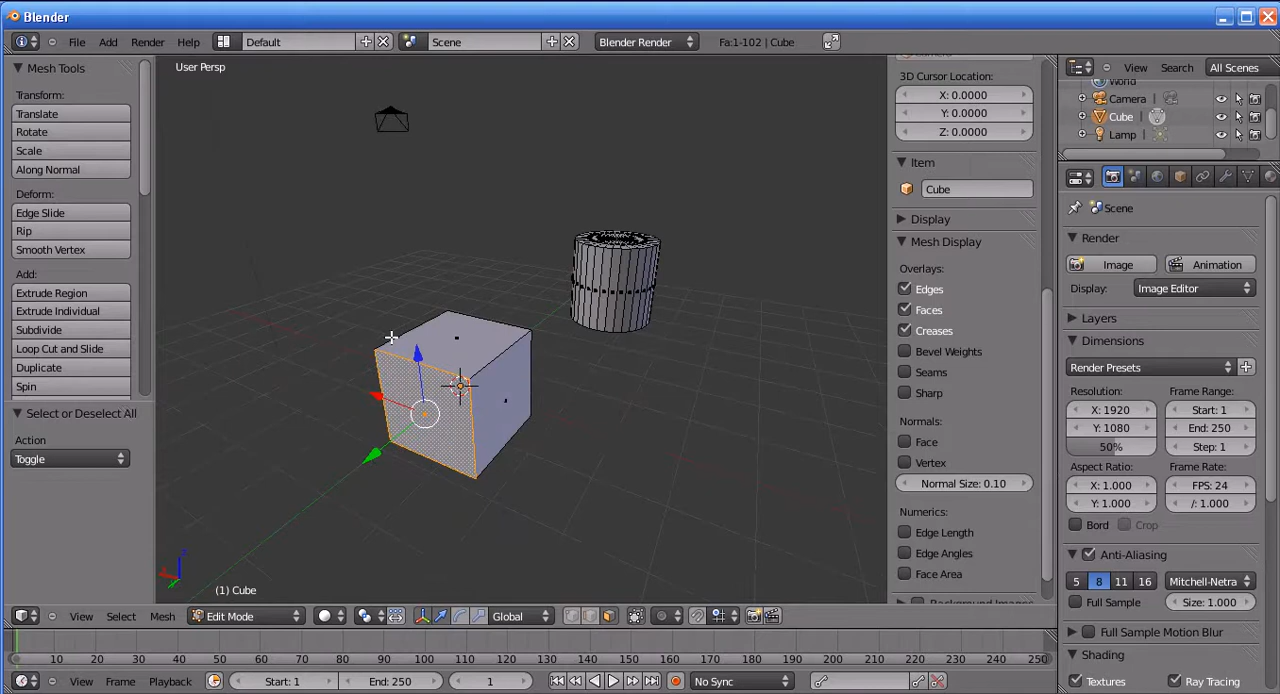 Blender
File Add Render Help Default Scene Blender Render Fa:1-102 | Cube
Mesh Tools
Transform:
Translate
Rotate
Scale
Along Normal
Deform:
Edge Slide
Rip
Smooth Vertex
Add:
Extrude Region
Extrude Individual
Subdivide
Loop Cut and Slide
Duplicate
Spin
Select or Deselect All
Action
Toggle
User Persp
(1) Cube
3D Cursor Location:
X: 0.0000
Y: 0.0000
Z: 0.0000
Item
Cube
Display
Mesh Display
Overlays:
Edges
Faces
Creases
Bevel Weights
Seams
Sharp
Normals:
Face
Vertex
Normal Size: 0.10
Numerics:
Edge Length
Edge Angles
Face Area
View Search All Scenes
World
Camera
Cube
Lamp
Scene
Render
Image Animation
Display: Image Editor
Layers
Dimensions
Render Presets
Resolution: Frame Range:
X: 1920 Start: 1
Y: 1080 End: 250
50% Step: 1
Aspect Ratio: Frame Rate:
X: 1.000 FPS: 24
Y: 1.000 /: 1.000
Bord Crop
Anti-Aliasing
5 8 11 16 Mitchell-Netra
Full Sample Size: 1.000
Full Sample Motion Blur
Shading
Textures Ray Tracing
View Select Mesh Edit Mode Global
10 20 30 40 50 60 70 80 90 100 110 120 130 140 150 160 170 180 190 200 210 220 230 240 250
View Frame Playback Start: 1 End: 250 1 No Sync